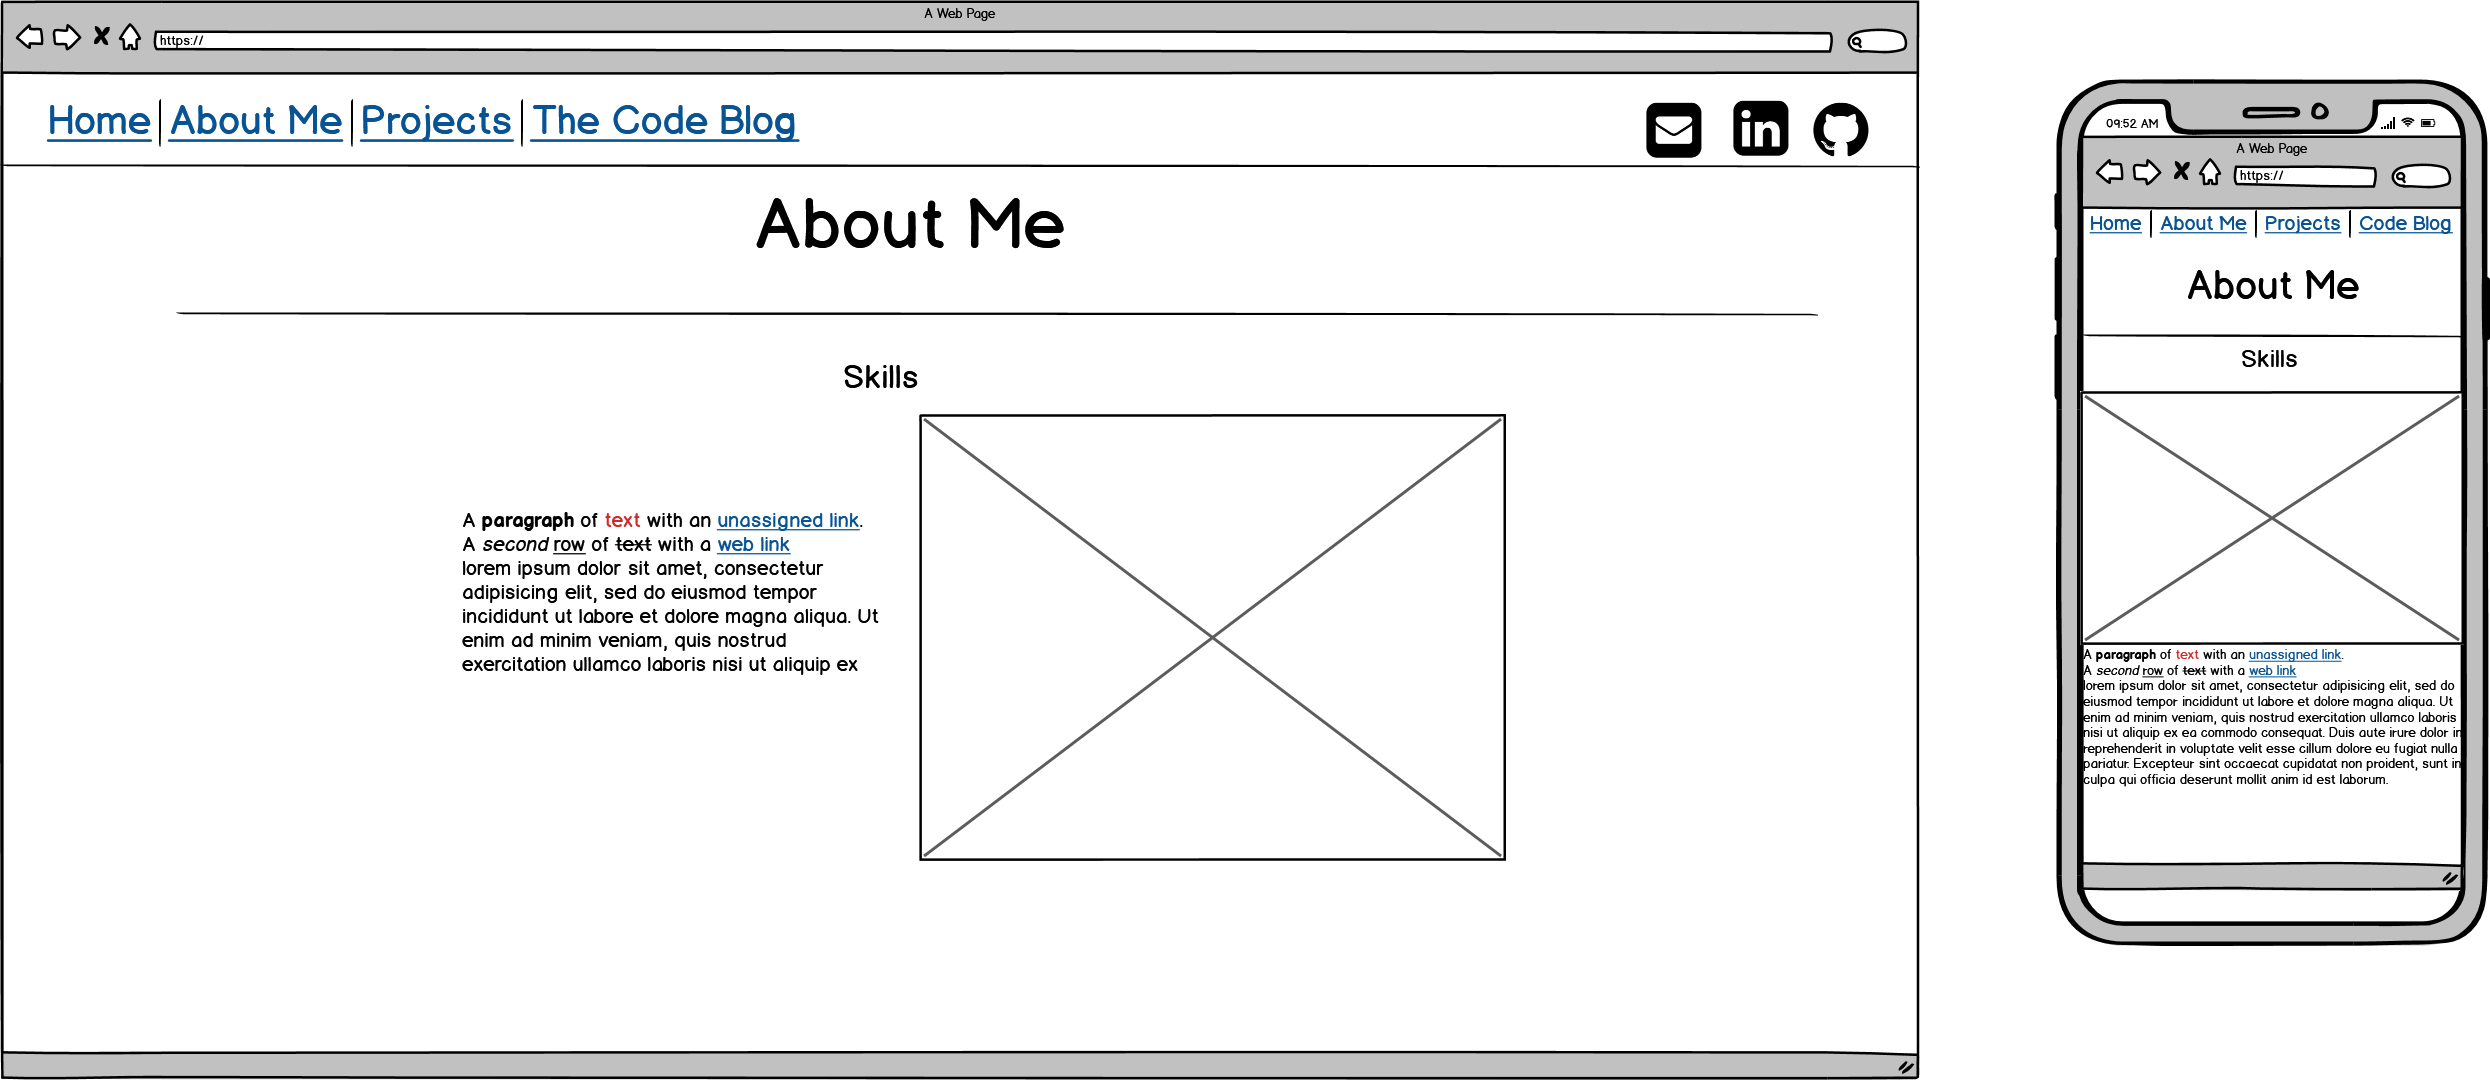 A Web Page
https://
Home About Me Projects The Code Blog
in
About Me
Skills
A paragraph of text with an unassigned link.
A second row of text with a web link
lorem ipsum dolor sit amet, consectetur
adipisicing elit, sed do eiusmod tempor
incididunt ut labore et dolore magna aliqua. Ut
enim ad minim veniam, quis nostrud
exercitation ullamco laboris nisi ut aliquip ex
09:52 AM
A Web Page
https://
Home About Me Projects Code Blog
About Me
Skills
A paragraph of text with an unassigned link.
A second row of text with a web link
lorem ipsum dolor sit amet, consectetur adipisicing elit, sed do
eiusmod tempor incididunt ut labore et dolore magna aliqua. Ut
enim ad minim veniam, quis nostrud exercitation ullamco laboris
nisi ut aliquip ex ea commodo consequat. Duis aute irure dolor in
reprehenderit in voluptate velit esse cillum dolore eu fugiat nulla
pariatur. Excepteur sint occaecat cupidatat non proident, sunt in
culpa qui officia deserunt mollit anim id est laborum.